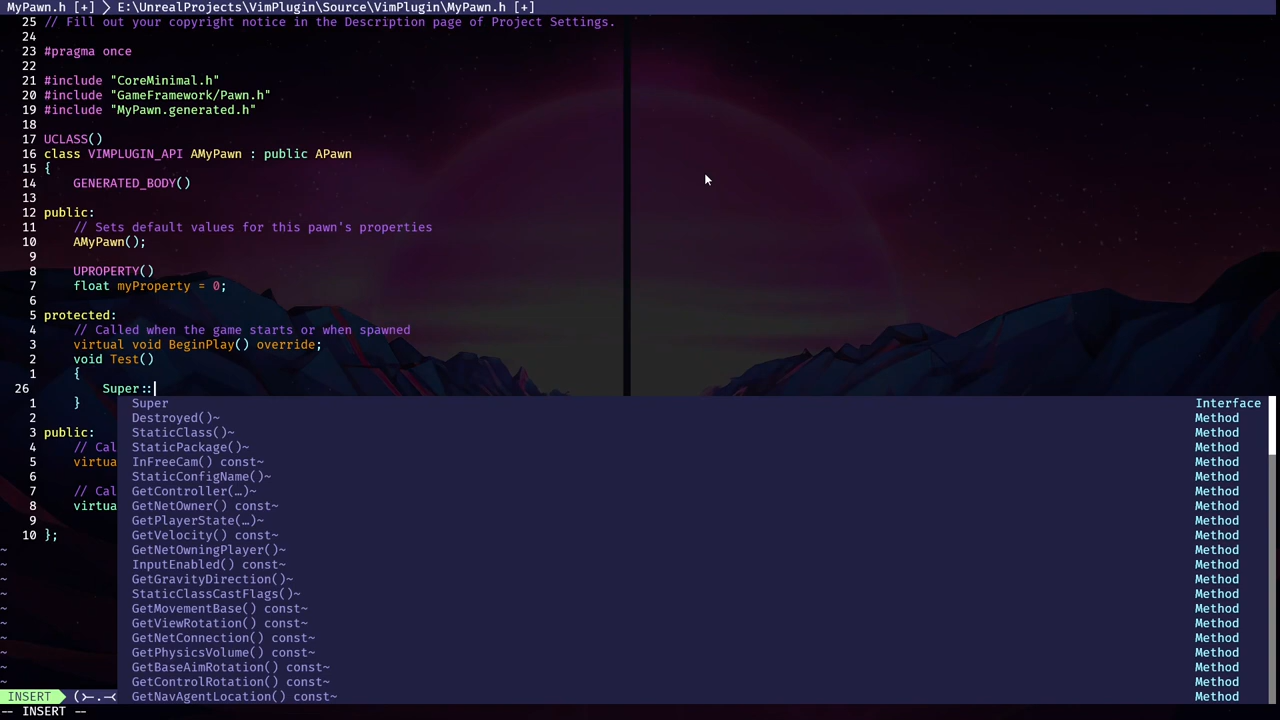 MyPawn.h [+] E:\UnrealProjects\VimPlugin\Source\VimPlugin\MyPawn.h [+]
25 // Fill out your copyright notice in the Description page of Project Settings.
24
23 #pragma once
22
21 #include "CoreMinimal.h"
20 #include "GameFramework/Pawn.h"
19 #include "MyPawn.generated.h"
18
17 UCLASS()
16 class VIMPLUGIN_API AMyPawn : public APawn
15 {
14 GENERATED_BODY()
13
12 public:
11 // Sets default values for this pawn's properties
10 AMyPawn();
9
8 UPROPERTY()
7 float myProperty = 0;
6
5 protected:
4 // Called when the game starts or when spawned
3 virtual void BeginPlay() override;
2 void Test()
1 {
26 Super::
1 } Super Interface
2 Destroyed()~ Method
3 public: StaticClass()~ Method
4 // Cal StaticPackage()~ Method
5 virtua InFreeCam() const~ Method
6 StaticConfigName()~ Method
7 // Cal GetController(…)~ Method
8 virtua GetNetOwner() const~ Method
9 GetPlayerState(…)~ Method
10 }; GetVelocity() const~ Method
~ GetNetOwningPlayer()~ Method
~ InputEnabled() const~ Method
~ GetGravityDirection()~ Method
~ StaticClassCastFlags()~ Method
~ GetMovementBase() const~ Method
~ GetViewRotation() const~ Method
~ GetNetConnection() const~ Method
~ GetPhysicsVolume() const~ Method
~ GetBaseAimRotation() const~ Method
~ GetControlRotation() const~ Method
INSERT GetNavAgentLocation() const~ Method
-- INSERT --